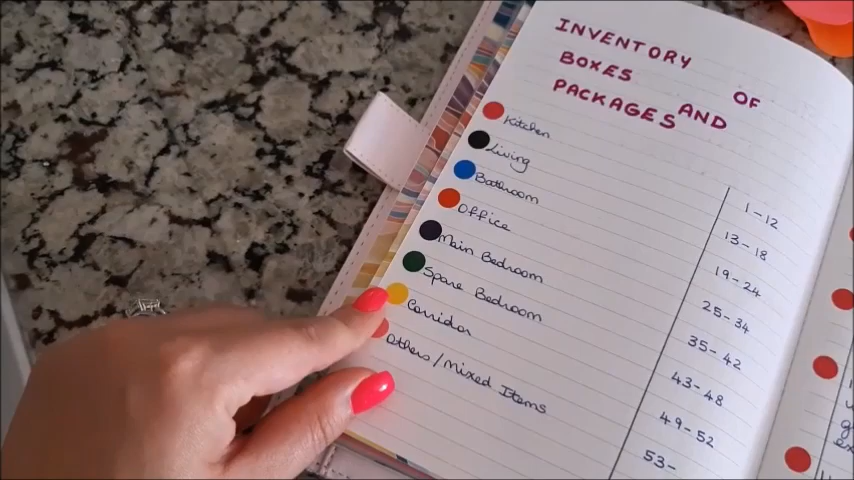 INVENTORY OF
BOXES AND
PACKAGES
Kitchen 1-12
Living 13-18
Bathroom 19-24
Office 25-34
Main Bedroom 35-42
Spare Bedroom 43-48
Corridor 49-52
Others/Mixed Items 53-